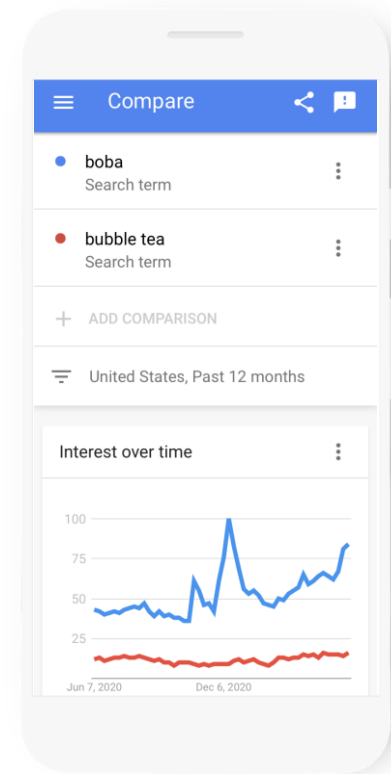 Compare
boba
Search term
bubble tea
Search term
ADD COMPARISON
United States, Past 12 months
Interest over time
100
75
50
25
Jun 7, 2020 Dec 6, 2020